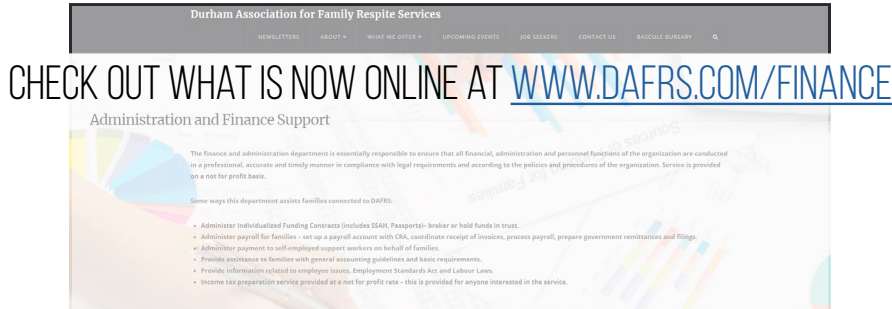 Durham Association for Family Respite Services
NEWSLETTERS ABOUT WHAT WE OFFER UPCOMING EVENTS JOB SEEKERS CONTACT US BASCULE BURSARY
CHECK OUT WHAT IS NOW ONLINE AT WWW.DAFRS.COM/FINANCE
Administration and Finance Support
Sources of
for Families
The finance and administration department is essentially responsible to ensure that all financial, administration and personnel functions of the organization are conducted
in a professional, accurate and timely manner in compliance with legal requirements and according to the policies and procedures of the organization. Service is provided
on a not for profit basis.
Some ways this department assists families connected to DAFRS:
• Administer Individualized Funding Contracts (includes SSAH, Passports)- broker or hold funds in trust.
• Administer payroll for families – set up a payroll account with CRA, coordinate receipt of invoices, process payroll, prepare government remittances and filings.
• Administer payment to self-employed support workers on behalf of families.
• Provide assistance to families with general accounting guidelines and basic requirements.
• Provide information related to employee issues, Employment Standards Act and Labour Laws.
• Income tax preparation service provided at a not for profit rate – this is provided for anyone interested in the service.